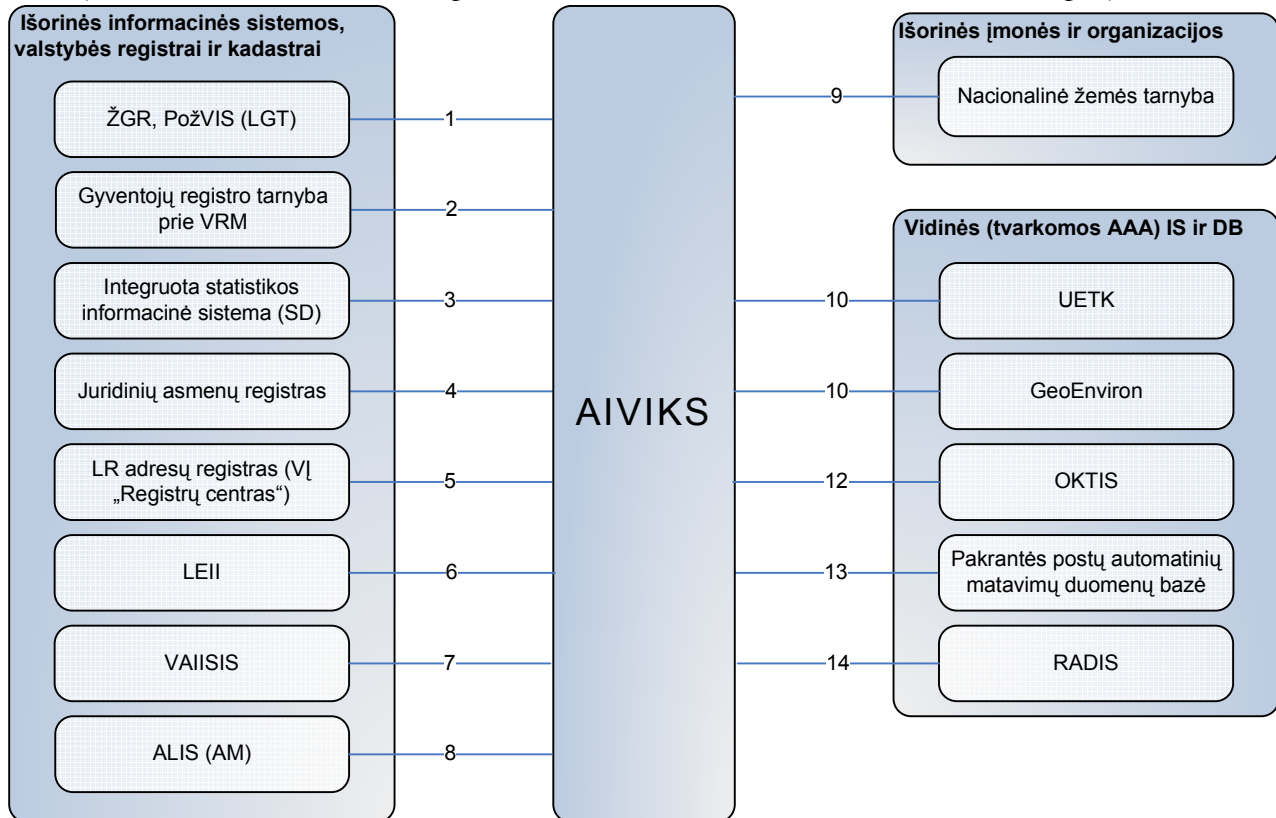 Išorinės informacinės sistemos,
valstybės registrai ir kadastrai
ŽGR, PožVIS (LGT)
1
Gyventojų registro tarnyba
prie VRM
2
Integruota statistikos
informacinė sistema (SD)
3
Juridinių asmenų registras
4
LR adresų registras (VĮ
„Registrų centras“)
5
LEII
6
VAIISIS
7
ALIS (AM)
8
AIVIKS
Išorinės įmonės ir organizacijos
9
Nacionalinė žemės tarnyba
Vidinės (tvarkomos AAA) IS ir DB
10
UETK
10
GeoEnviron
12
OKTIS
13
Pakrantės postų automatinių
matavimų duomenų bazė
14
RADIS